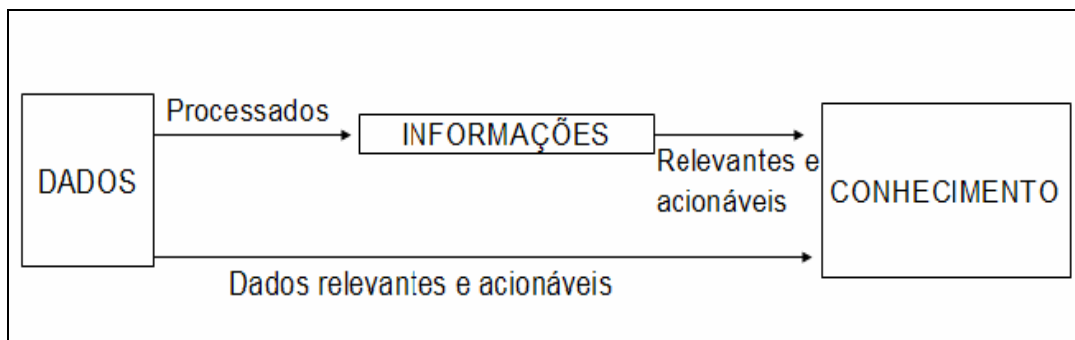 Processados
INFORMAÇÕES
DADOS
Relevantes e
acionáveis
CONHECIMENTO
Dados relevantes e acionáveis